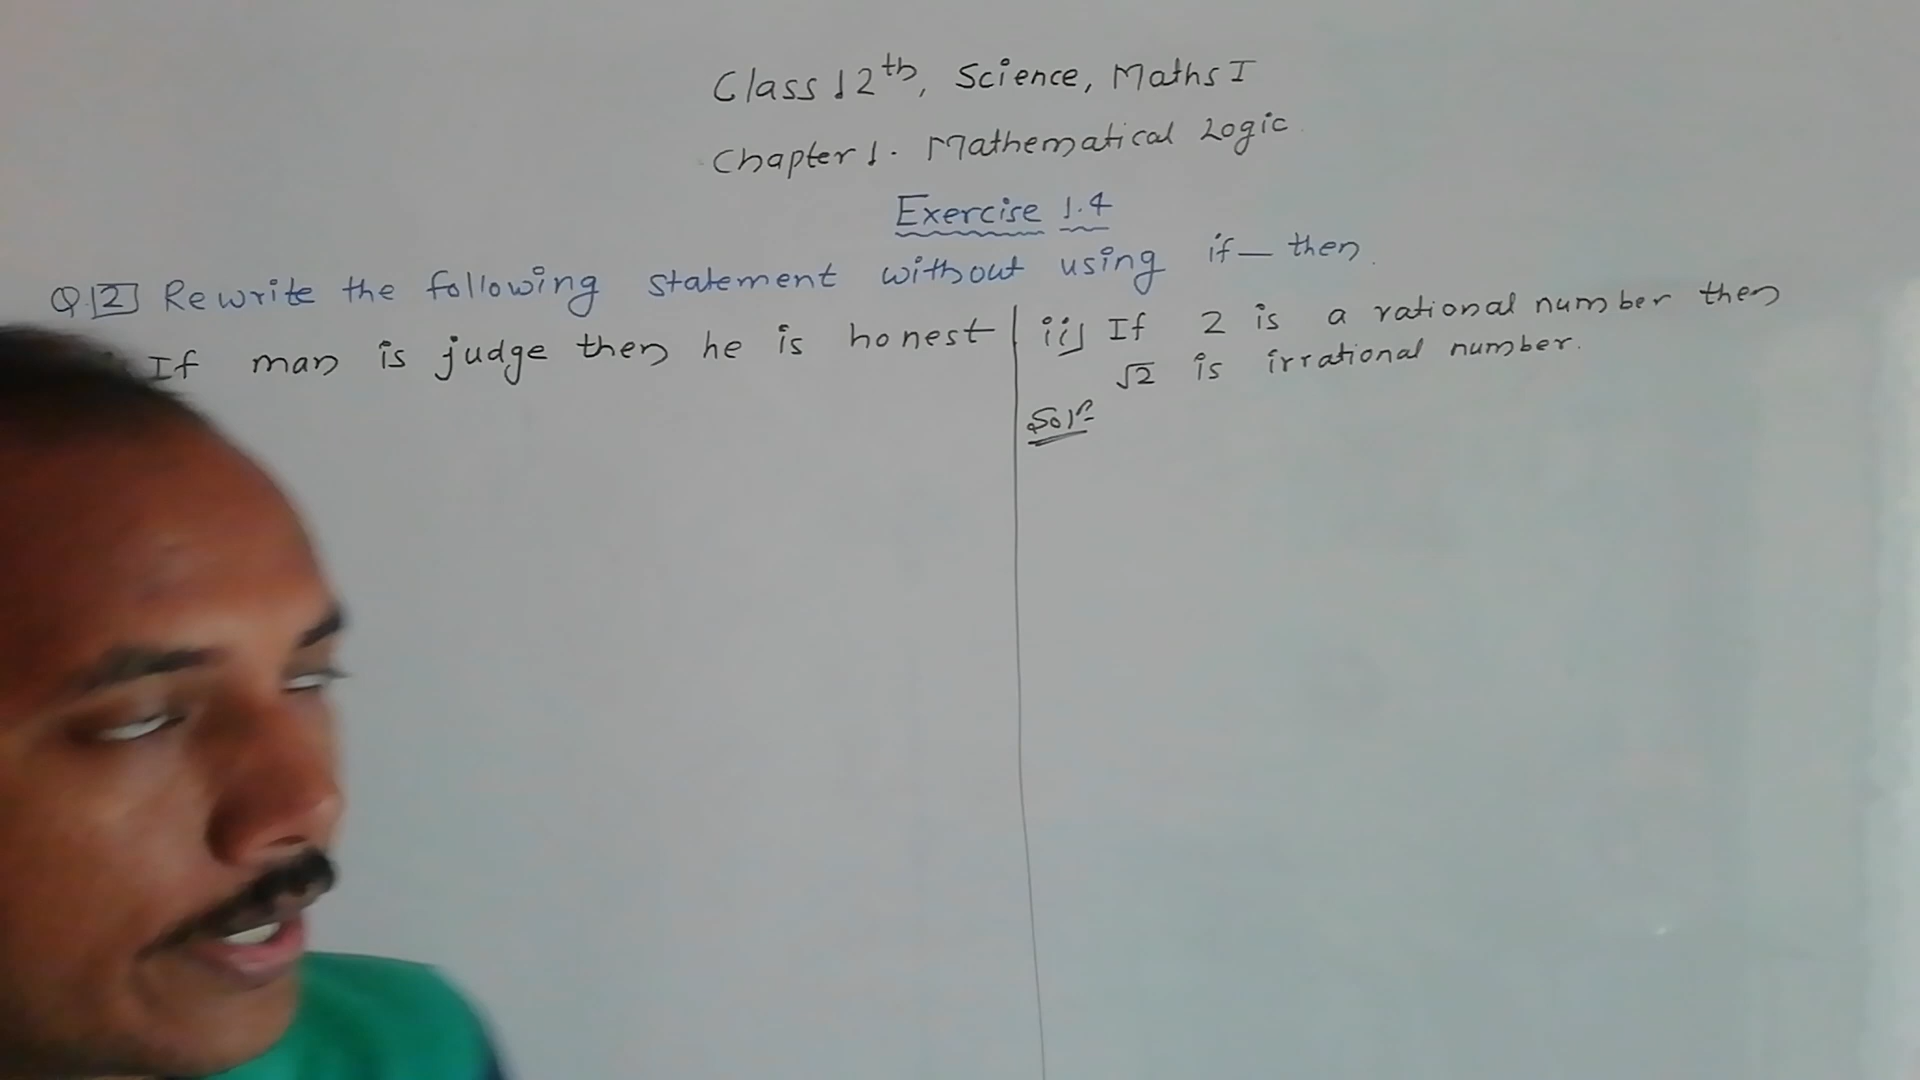 Class 12th, Science, Maths I
Chapter 1. Mathematical Logic
Exercise 1.4
Q.2 Rewrite the following statement without using if — then.
If man is judge then he is honest
ii] If 2 is a rational number then
√2 is irrational number.
Solⁿ